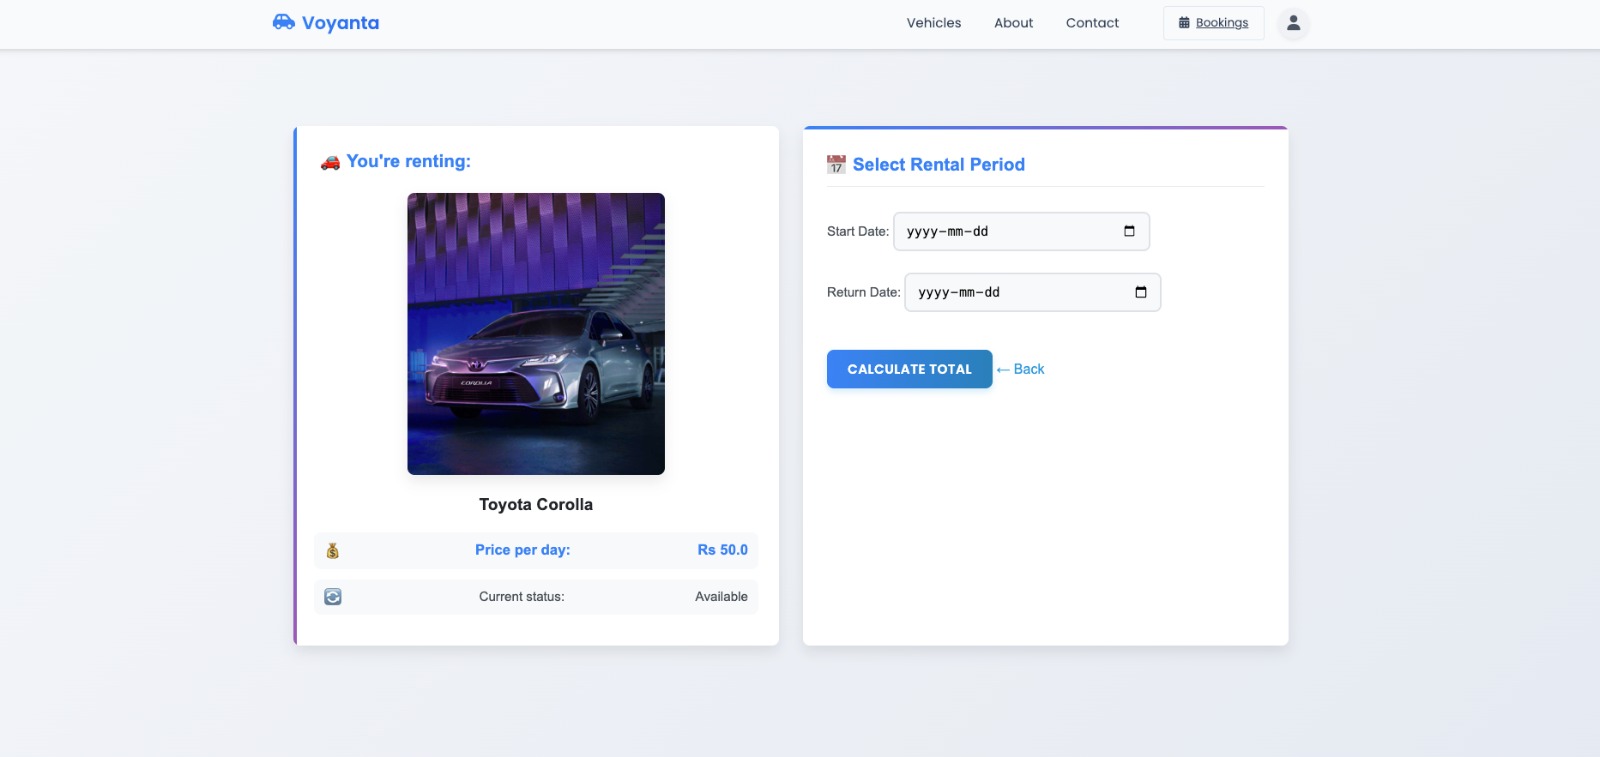 Voyanta
Vehicles About Contact Bookings
You're renting:
COROLLA
Toyota Corolla
Price per day: Rs 50.0
Current status: Available
17 Select Rental Period
Start Date: yyyy-mm-dd
Return Date: yyyy-mm-dd
CALCULATE TOTAL ← Back